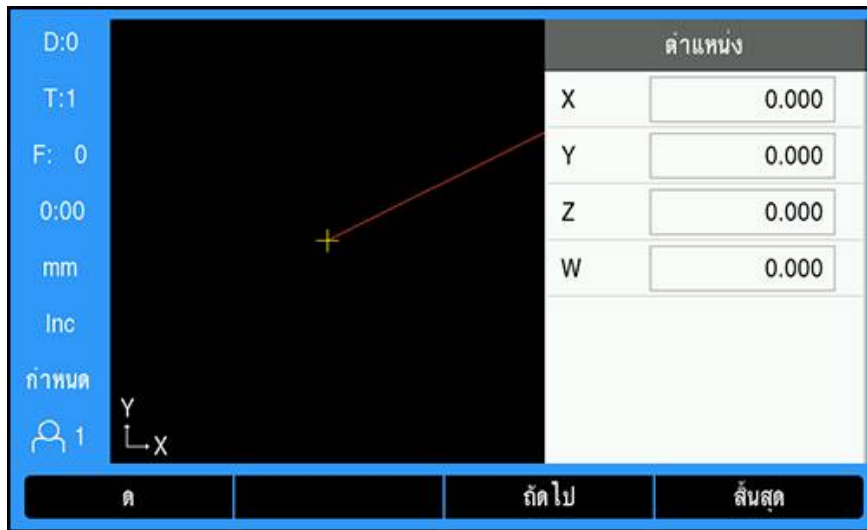 D:0
T:1
F: 0
0:00
mm
Inc
กำหนด
1
Y
X
ตำแหน่ง
X 0.000
Y 0.000
Z 0.000
W 0.000
ด ถัดไป สิ้นสุด